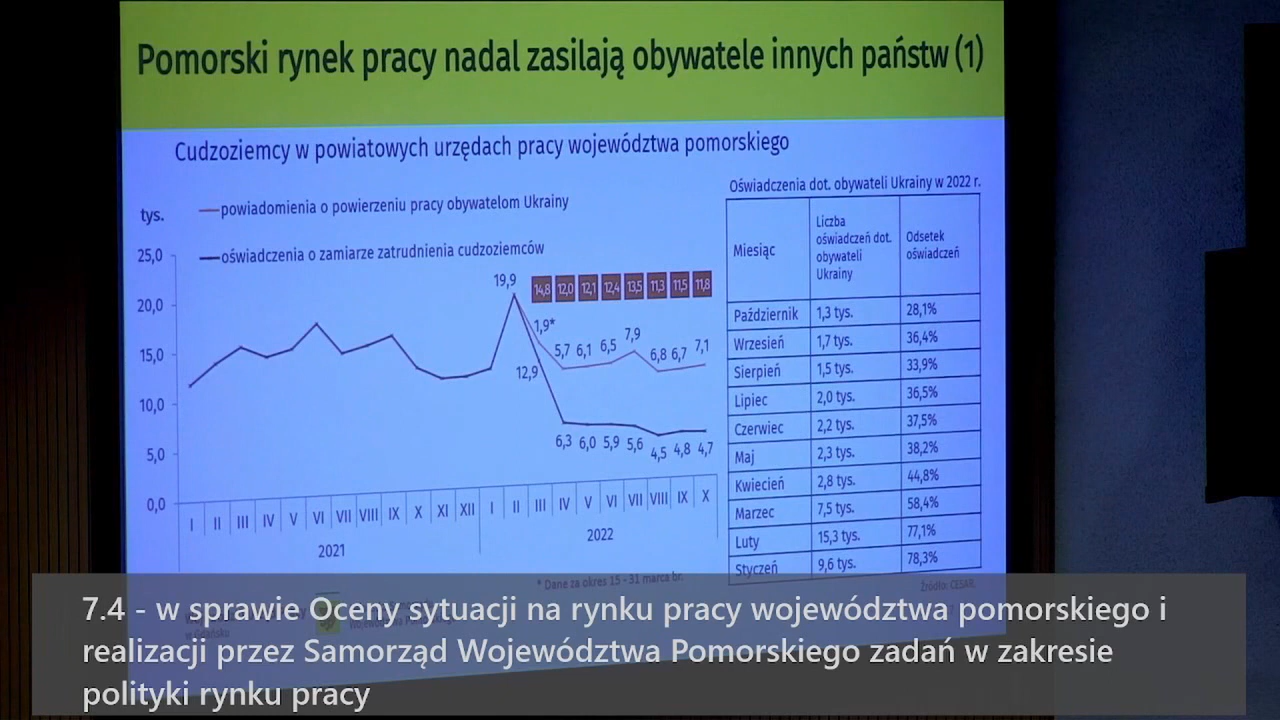 Pomorski rynek pracy nadal zasilają obywatele innych państw (1)
Cudzoziemcy w powiatowych urzędach pracy województwa pomorskiego
tys.
powiadomienia o powierzeniu pracy obywatelom Ukrainy
oświadczenia o zamiarze zatrudnienia cudzoziemców
25,0
20,0
15,0
10,0
5,0
0,0
19,9
14,8 12,0 12,1 12,4 13,5 11,3 11,5 11,8
1,9*
5,7 6,1 6,5 7,9 6,8 6,7 7,1
12,9
6,3 6,0 5,9 5,6 4,5 4,8 4,7
I II III IV V VI VII VIII IX X XI XII I II III IV V VI VII VIII IX X
2021 2022
* Dane za okres 15 - 31 marca br.
Oświadczenia dot. obywateli Ukrainy w 2022 r.
Miesiąc
Liczba
oświadczeń dot.
obywateli
Ukrainy
Odsetek
oświadczeń
Październik 1,3 tys. 28,1%
Wrzesień 1,7 tys. 36,4%
Sierpień 1,5 tys. 33,9%
Lipiec 2,0 tys. 36,5%
Czerwiec 2,2 tys. 37,5%
Maj 2,3 tys. 38,2%
Kwiecień 2,8 tys. 44,8%
Marzec 7,5 tys. 58,4%
Luty 15,3 tys. 77,1%
Styczeń 9,6 tys. 78,3%
Źródło: CESAR.
w Gdańsku
7.4 - w sprawie Oceny sytuacji na rynku pracy województwa pomorskiego i
realizacji przez Samorząd Województwa Pomorskiego zadań w zakresie
polityki rynku pracy